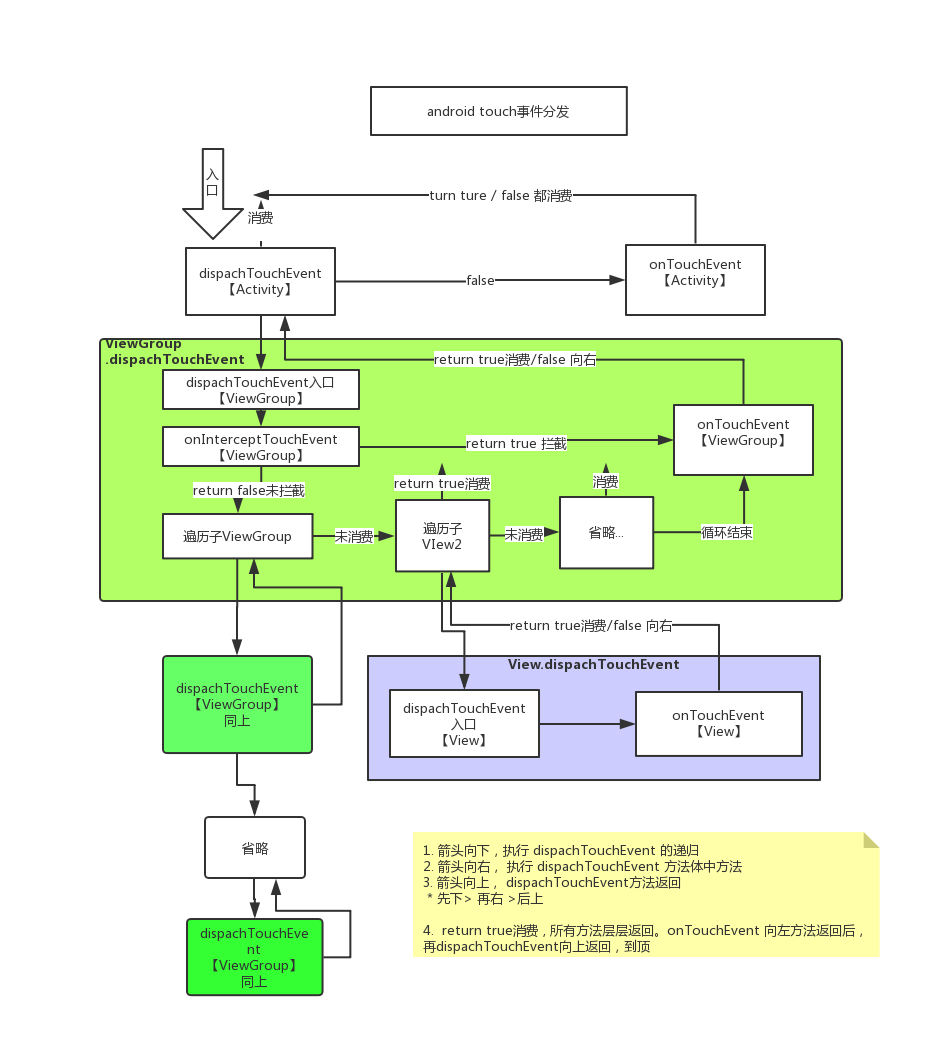 android touch事件分发
入
口
turn ture / false 都消费
消费
dispachTouchEvent
【Activity】
false
onTouchEvent
【Activity】
ViewGroup
.dispachTouchEvent
return true消费/false 向右
dispachTouchEvent入口
【ViewGroup】
onTouchEvent
【ViewGroup】
onInterceptTouchEvent
【ViewGroup】
return true 拦截
return false未拦截
return true消费
消费
遍历子ViewGroup
未消费
遍历子
VIew2
未消费
省略...
循环结束
return true消费/false 向右
View.dispachTouchEvent
dispachTouchEvent
【ViewGroup】
同上
dispachTouchEvent
入口
【View】
onTouchEvent
【View】
省略
1. 箭头向下，执行 dispachTouchEvent 的递归
2. 箭头向右， 执行 dispachTouchEvent 方法体中方法
3. 箭头向上， dispachTouchEvent方法返回
* 先下> 再右 >后上
4. return true消费，所有方法层层返回。onTouchEvent 向左方法返回后，
再dispachTouchEvent向上返回，到顶
dispachTouchEve
nt
【ViewGroup】
同上